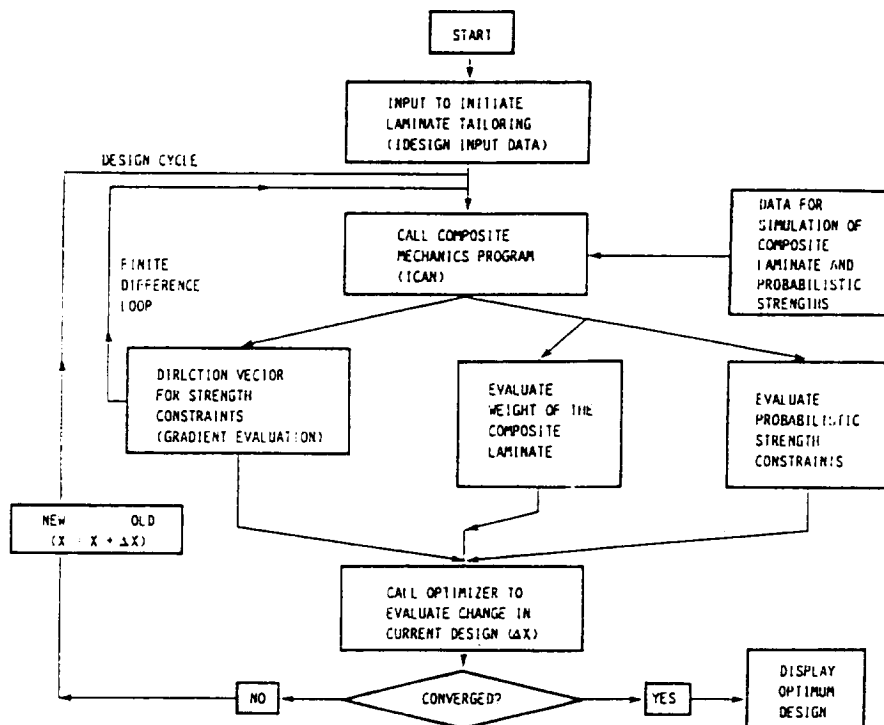 START
INPUT TO INITIATE
LAMINATE TAILORING
(IDESIGN INPUT DATA)
DESIGN CYCLE
DATA FOR
SIMULATION OF
COMPOSITE
LAMINATE AND
PROBABILISTIC
STRENGTHS
CALL COMPOSITE
MECHANICS PROGRAM
(ICAN)
FINITE
DIFFERENCE
LOOP
DIRECTION VECTOR
FOR STRENGTH
CONSTRAINTS
(GRADIENT EVALUATION)
EVALUATE
WEIGHT OF THE
COMPOSITE
LAMINATE
EVALUATE
PROBABILISTIC
STRENGTH
CONSTRAINTS
NEW OLD
(X X + ΔX)
CALL OPTIMIZER TO
EVALUATE CHANGE IN
CURRENT DESIGN (ΔX)
NO
CONVERGED?
YES
DISPLAY
OPTIMUM
DESIGN